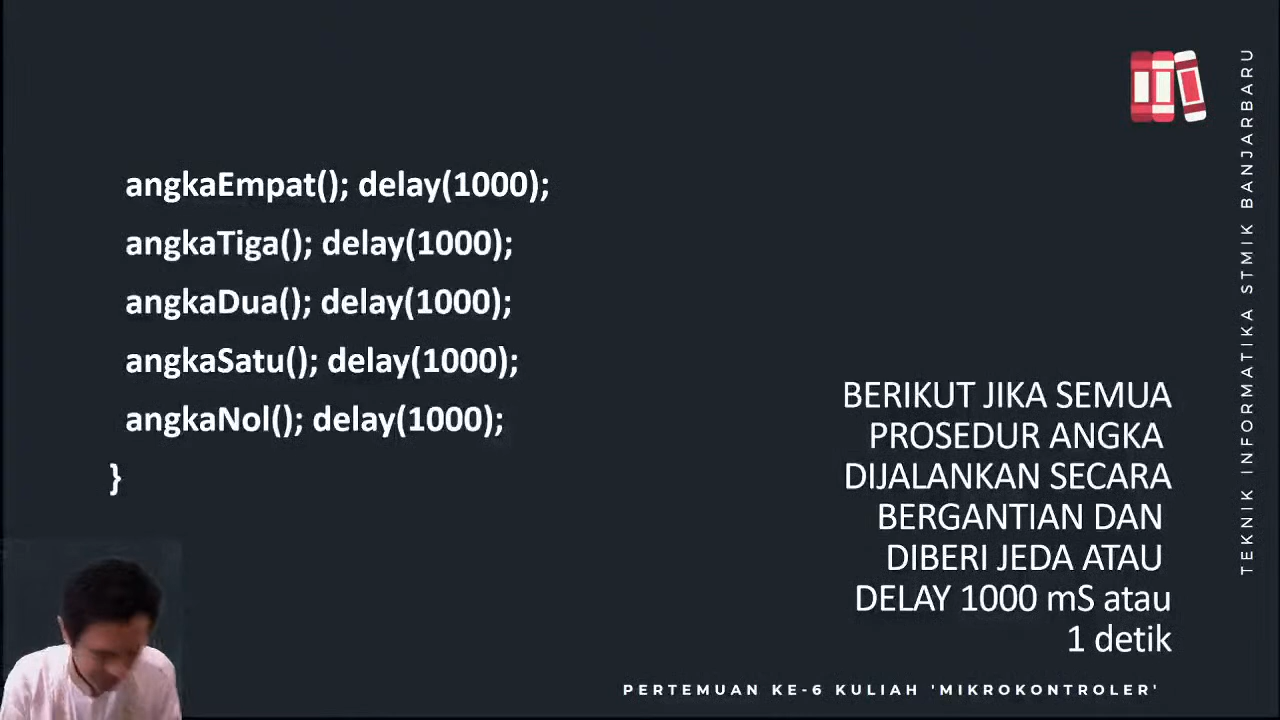 angkaEmpat(); delay(1000);
angkaTiga(); delay(1000);
angkaDua(); delay(1000);
angkaSatu(); delay(1000);
angkaNol(); delay(1000);
}
BERIKUT JIKA SEMUA
PROSEDUR ANGKA
DIJALANKAN SECARA
BERGANTIAN DAN
DIBERI JEDA ATAU
DELAY 1000 mS atau
1 detik
PERTEMUAN KE-6 KULIAH 'MIKROKONTROLER'
TEKNIK INFORMATIKA STMIK BANJARBARU